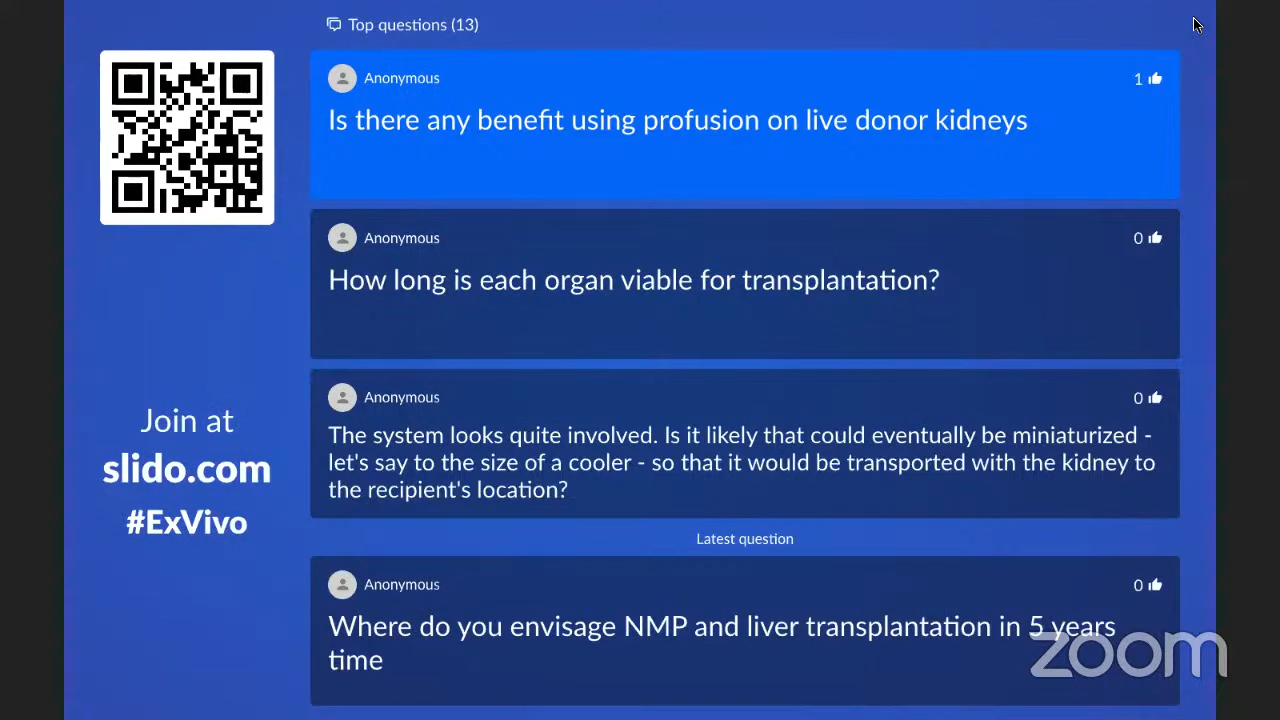 Top questions (13)
Anonymous
1
Is there any benefit using profusion on live donor kidneys
Anonymous
0
How long is each organ viable for transplantation?
Anonymous
0
The system looks quite involved. Is it likely that could eventually be miniaturized -
let's say to the size of a cooler - so that it would be transported with the kidney to
the recipient's location?
Join at
slido.com
#ExVivo
Latest question
Anonymous
0
Where do you envisage NMP and liver transplantation in 5 years
time
zoom